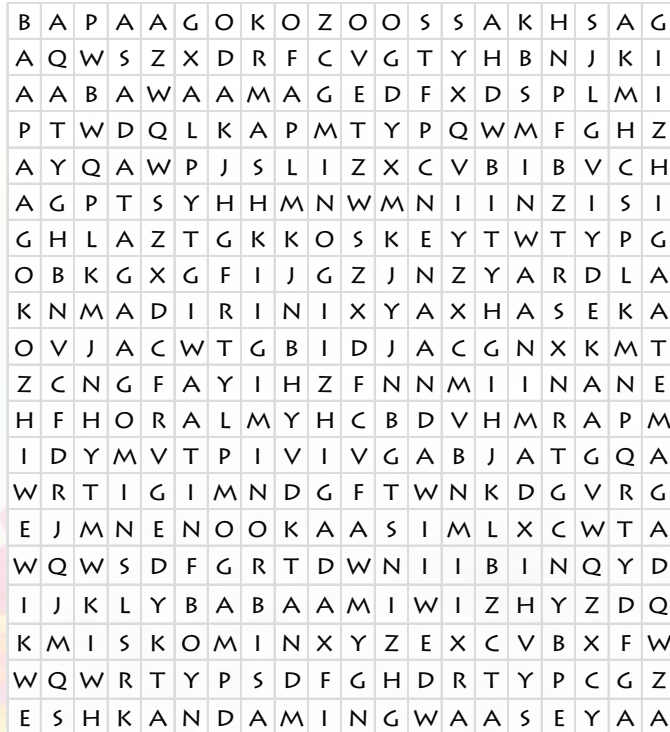 B A P A A G O K O Z O O S S A K H S A G
A Q W S Z X D R F C V G T Y H B N J K I
A A B A W A A M A G E D F X D S P L M I
P T W D Q L K A P M T Y P Q W M F G H Z
A Y Q A W P J S L I Z X C V B I B V C H
A G P T S Y H H M N W M N I I N Z I S I
G H L A Z T G K K O S K E Y T W T Y P G
O B K G X G F I J G Z J N Z Y A R D L A
K N M A D I R I N I X Y A X H A S E K A
O V J A C W T G B I D J A C G N X K M T
Z C N G F A Y I H Z F N N M I I N A N E
H F H O R A L M Y H C B D V H M R A P M
I D Y M V T P I V I V G A B J A T G Q A
W R T I G I M N D G F T W N K D G V R G
E J M N E N O O K A A S I M L X C W T A
W Q W S D F G R T D W N I I B I N Q Y D
I J K L Y B A B A A M I W I Z H Y Z D Q
K M I S K O M I N X Y Z E X C V B X F W
W Q W R T Y P S D F G H D R T Y P C G Z
E S H K A N D A M I N G W A A S E Y A A